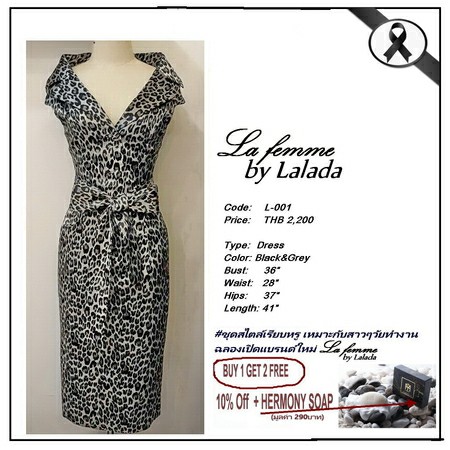 La femme
by Lalada
Code: L-001
Price: THB 2,200
Type: Dress
Color: Black&Grey
Bust: 36"
Waist: 28"
Hips: 37"
Length: 41"
#ชุดสไตล์เรียบหรู เหมาะกับสาวๆวัยทำงาน
ฉลองเปิดแบรนด์ใหม่ La femme
by Lalada
BUY 1 GET 2 FREE
10% Off + HERMONY SOAP
(มูลค่า 290บาท)